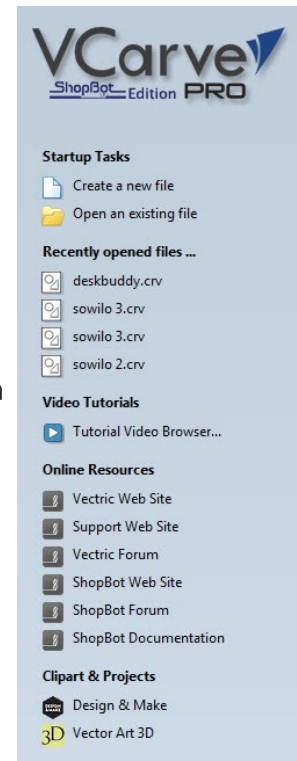 VCarve
ShopBot Edition PRO
Startup Tasks
Create a new file
Open an existing file
Recently opened files ...
deskbuddy.crv
sowilo 3.crv
sowilo 3.crv
sowilo 2.crv
Video Tutorials
Tutorial Video Browser...
Online Resources
Vectric Web Site
Support Web Site
Vectric Forum
ShopBot Web Site
ShopBot Forum
ShopBot Documentation
Clipart & Projects
DESIGN & MAKE Design & Make
3D Vector Art 3D